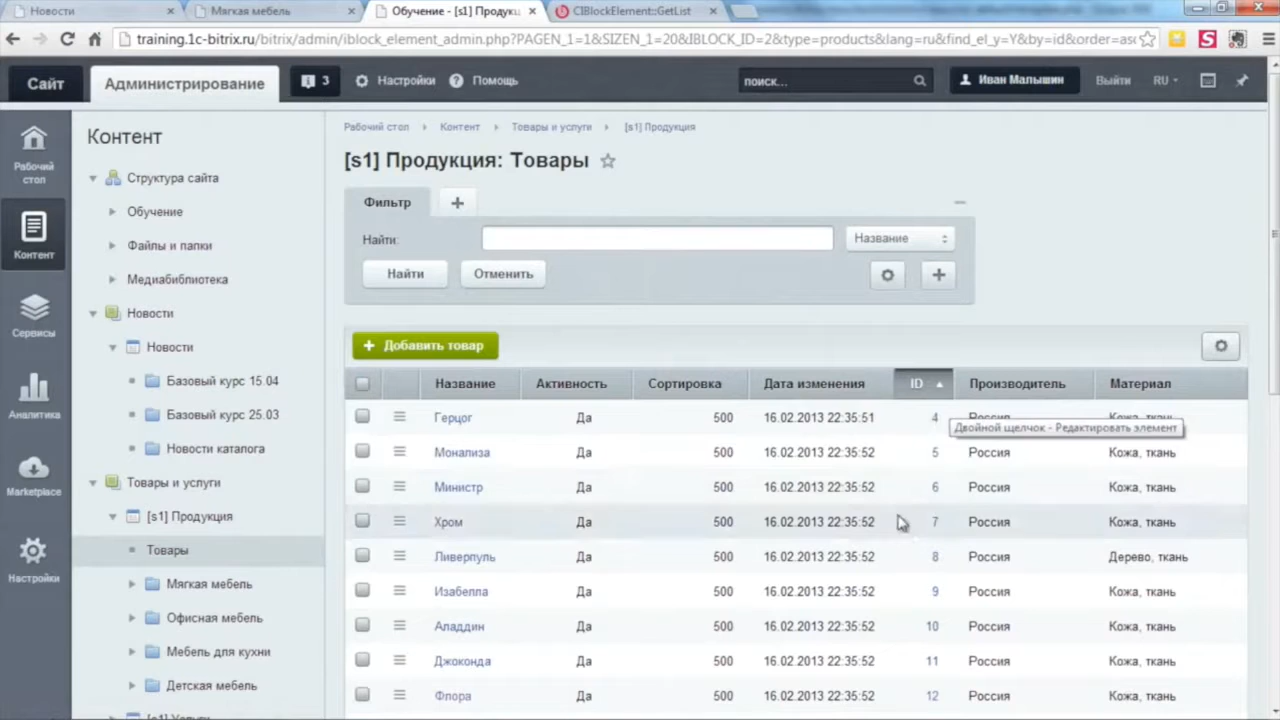 Новости
Мягкая мебель
Обучение - [s1] Продукц
CIBlockElement::GetList
training.1c-bitrix.ru/bitrix/admin/iblock_element_admin.php?PAGEN_1=1&SIZEN_1=20&IBLOCK_ID=2&type=products&lang=ru&find_el_y=Y&by=id&order=asc
Сайт
Администрирование
3
Настройки
Помощь
поиск...
Иван Малышин
Выйти
RU
Рабочий стол
Контент
Сервисы
Аналитика
Marketplace
Настройки
Контент
Структура сайта
Обучение
Файлы и папки
Медиабиблиотека
Новости
Новости
Базовый курс 15.04
Базовый курс 25.03
Новости каталога
Товары и услуги
[s1] Продукция
Товары
Мягкая мебель
Офисная мебель
Мебель для кухни
Детская мебель
[s1] Услуги
Рабочий стол Контент Товары и услуги [s1] Продукция
[s1] Продукция: Товары
Фильтр
Найти:
Название
Найти
Отменить
Добавить товар
Название Активность Сортировка Дата изменения ID Производитель Материал
Герцог Да 500 16.02.2013 22:35:51 4 Россия Кожа, ткань
Двойной щелчок - Редактировать элемент
Монализа Да 500 16.02.2013 22:35:52 5 Россия Кожа, ткань
Министр Да 500 16.02.2013 22:35:52 6 Россия Кожа, ткань
Хром Да 500 16.02.2013 22:35:52 7 Россия Кожа, ткань
Ливерпуль Да 500 16.02.2013 22:35:52 8 Россия Дерево, ткань
Изабелла Да 500 16.02.2013 22:35:52 9 Россия Кожа, ткань
Аладдин Да 500 16.02.2013 22:35:52 10 Россия Кожа, ткань
Джоконда Да 500 16.02.2013 22:35:52 11 Россия Кожа, ткань
Флора Да 500 16.02.2013 22:35:52 12 Россия Кожа, ткань